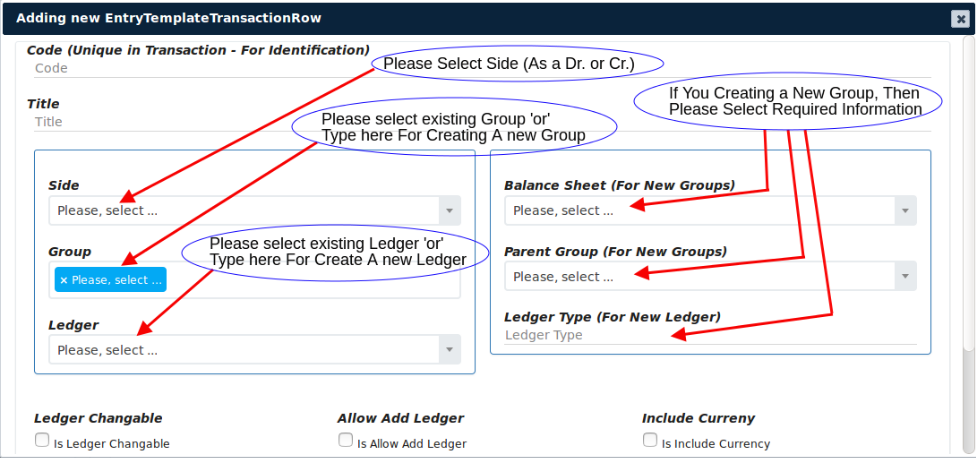 Adding new EntryTemplateTransactionRow
Code (Unique in Transaction - For Identification)
Code
Please Select Side (As a Dr. or Cr.)
If You Creating a New Group, Then
Please Select Required Information
Title
Title
Please select existing Group 'or'
Type here For Creating A new Group
Side
Please, select ...
Balance Sheet (For New Groups)
Please, select ...
Group
× Please, select ...
Please select existing Ledger 'or'
Type here For Create A new Ledger
Parent Group (For New Groups)
Please, select ...
Ledger
Please, select ...
Ledger Type (For New Ledger)
Ledger Type
Ledger Changable
Is Ledger Changable
Allow Add Ledger
Is Allow Add Ledger
Include Curreny
Is Include Currency